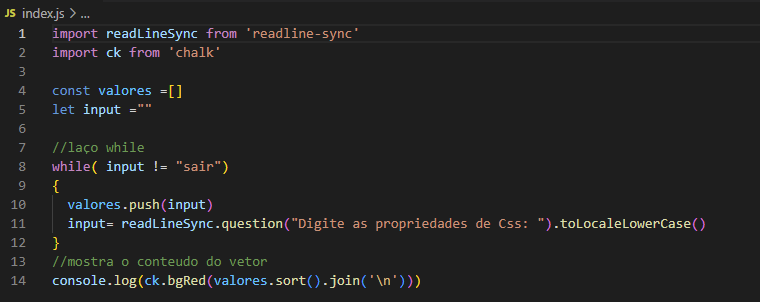 JS index.js > ...
1 import readLineSync from 'readline-sync'
2 import ck from 'chalk'
3
4 const valores =[]
5 let input =""
6
7 //laço while
8 while( input != "sair")
9 {
10 valores.push(input)
11 input= readLineSync.question("Digite as propriedades de Css: ").toLocaleLowerCase()
12 }
13 //mostra o conteudo do vetor
14 console.log(ck.bgRed(valores.sort().join('\n')))